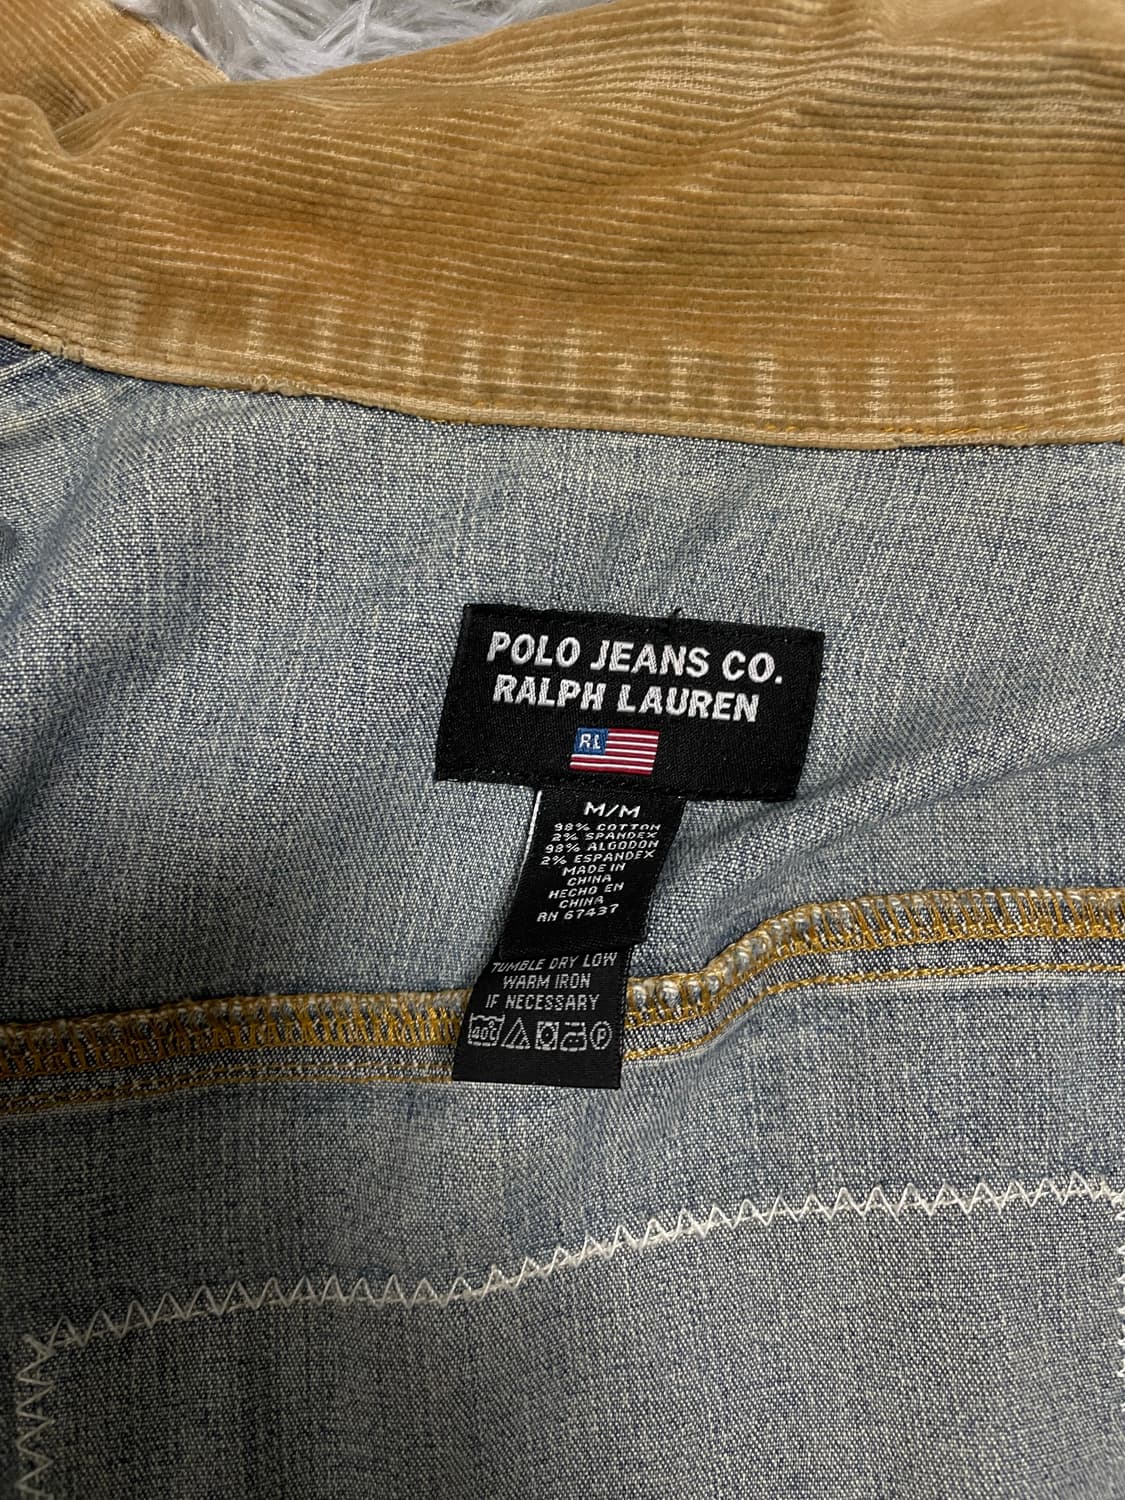 POLO JEANS CO.
RALPH LAUREN
RL
M/M
98% COTTON
2% SPANDEX
98% ALGODON
2% ESPANDEX
MADE IN
CHINA
HECHO EN
CHINA
RN 67437
TUMBLE DRY LOW
WARM IRON
IF NECESSARY
40C P